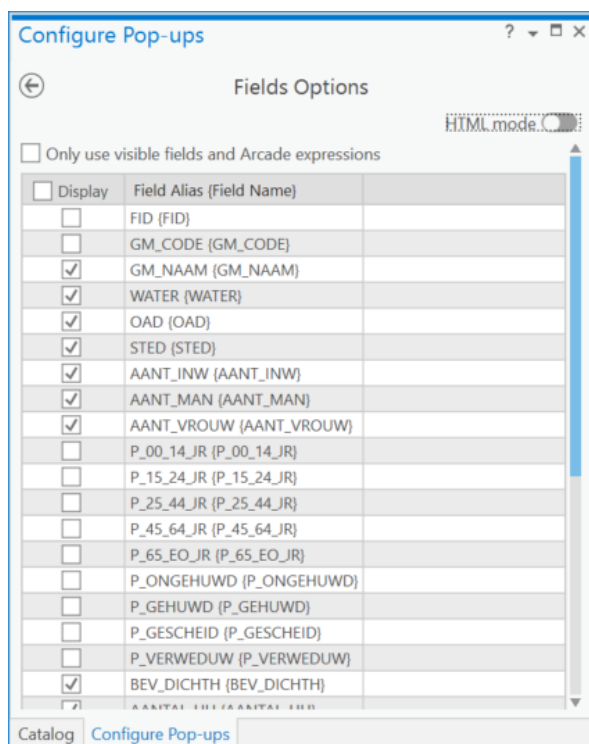 Configure Pop-ups
Fields Options
HTML mode
Only use visible fields and Arcade expressions
Display Field Alias {Field Name}
FID {FID}
GM_CODE {GM_CODE}
GM_NAAM {GM_NAAM}
WATER {WATER}
OAD {OAD}
STED {STED}
AANT_INW {AANT_INW}
AANT_MAN {AANT_MAN}
AANT_VROUW {AANT_VROUW}
P_00_14_JR {P_00_14_JR}
P_15_24_JR {P_15_24_JR}
P_25_44_JR {P_25_44_JR}
P_45_64_JR {P_45_64_JR}
P_65_EO_JR {P_65_EO_JR}
P_ONGEHUWD {P_ONGEHUWD}
P_GEHUWD {P_GEHUWD}
P_GESCHEID {P_GESCHEID}
P_VERWEDUW {P_VERWEDUW}
BEV_DICHTH {BEV_DICHTH}
AANTAL_HH {AANTAL_HH}
Catalog Configure Pop-ups